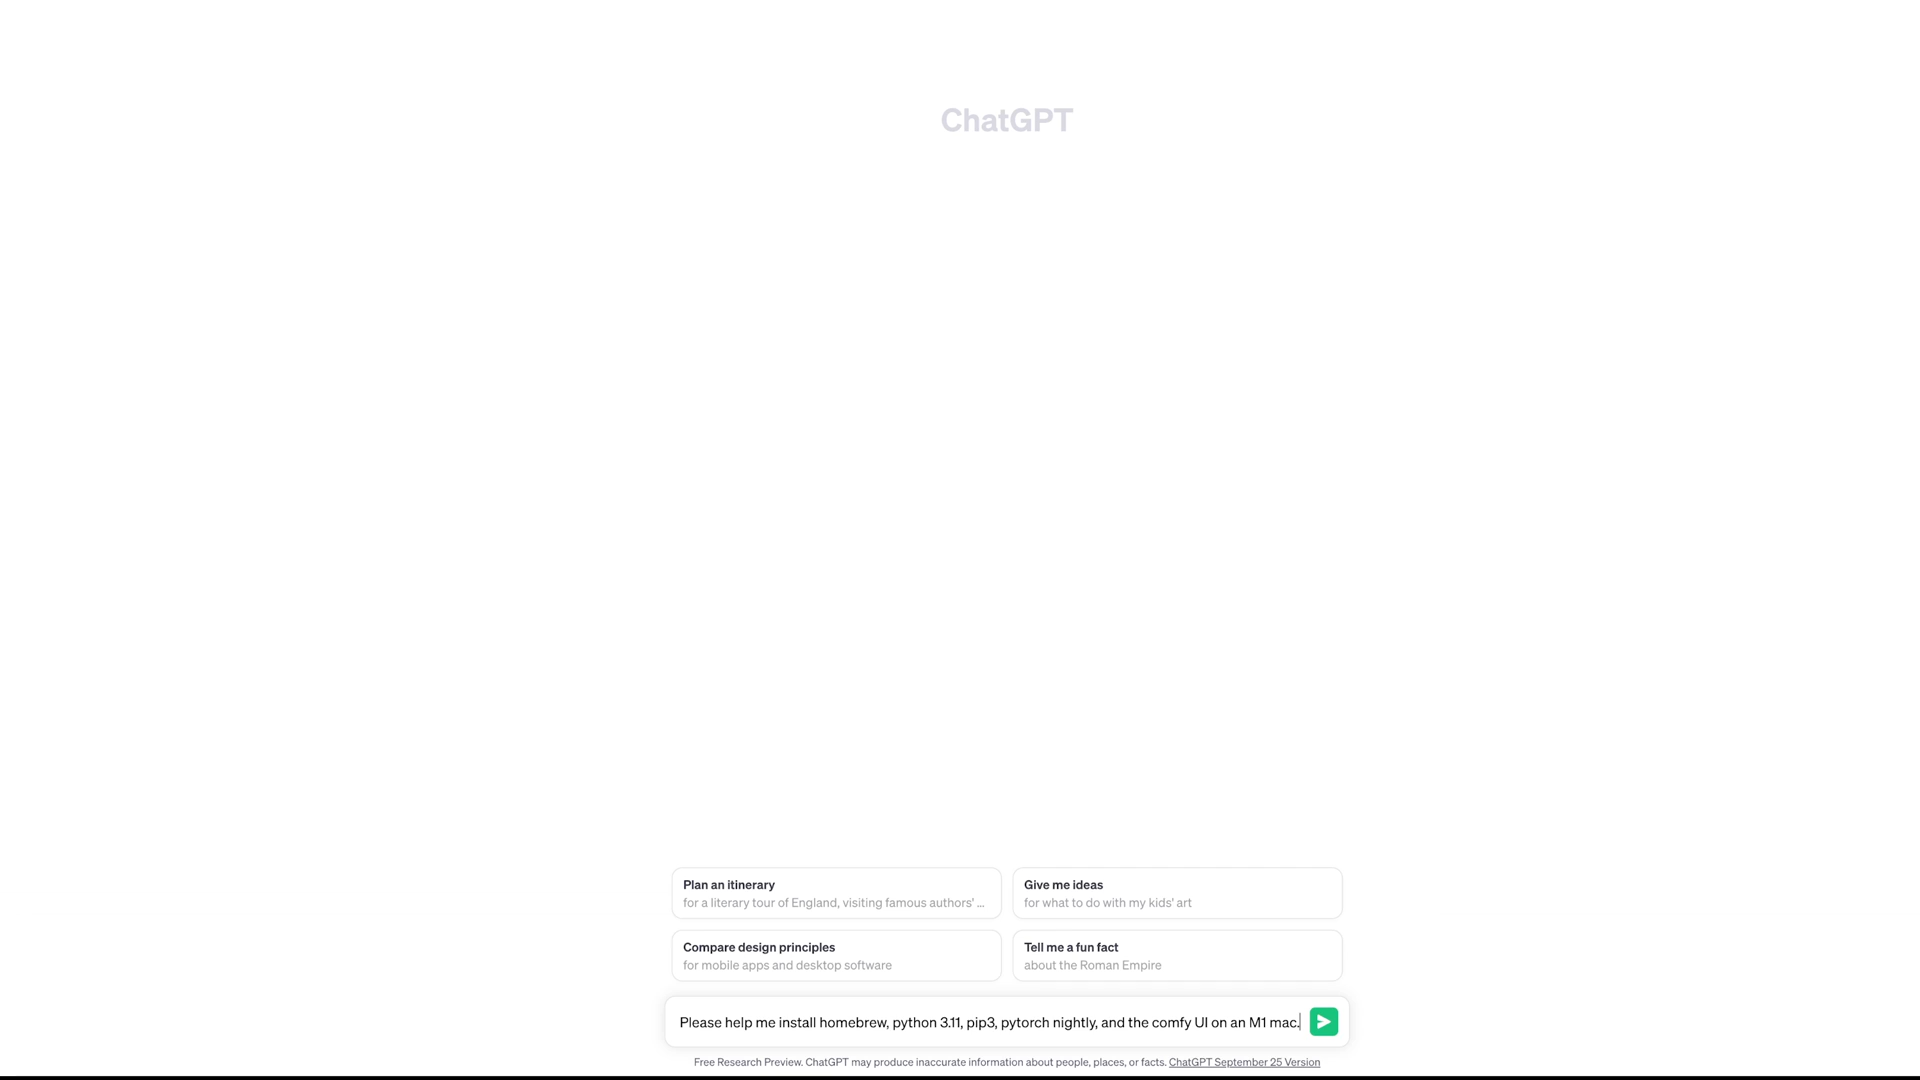 ChatGPT
Plan an itinerary
for a literary tour of England, visiting famous authors' ...
Give me ideas
for what to do with my kids' art
Compare design principles
for mobile apps and desktop software
Tell me a fun fact
about the Roman Empire
Please help me install homebrew, python 3.11, pip3, pytorch nightly, and the comfy UI on an M1 mac.
Free Research Preview. ChatGPT may produce inaccurate information about people, places, or facts. ChatGPT September 25 Version